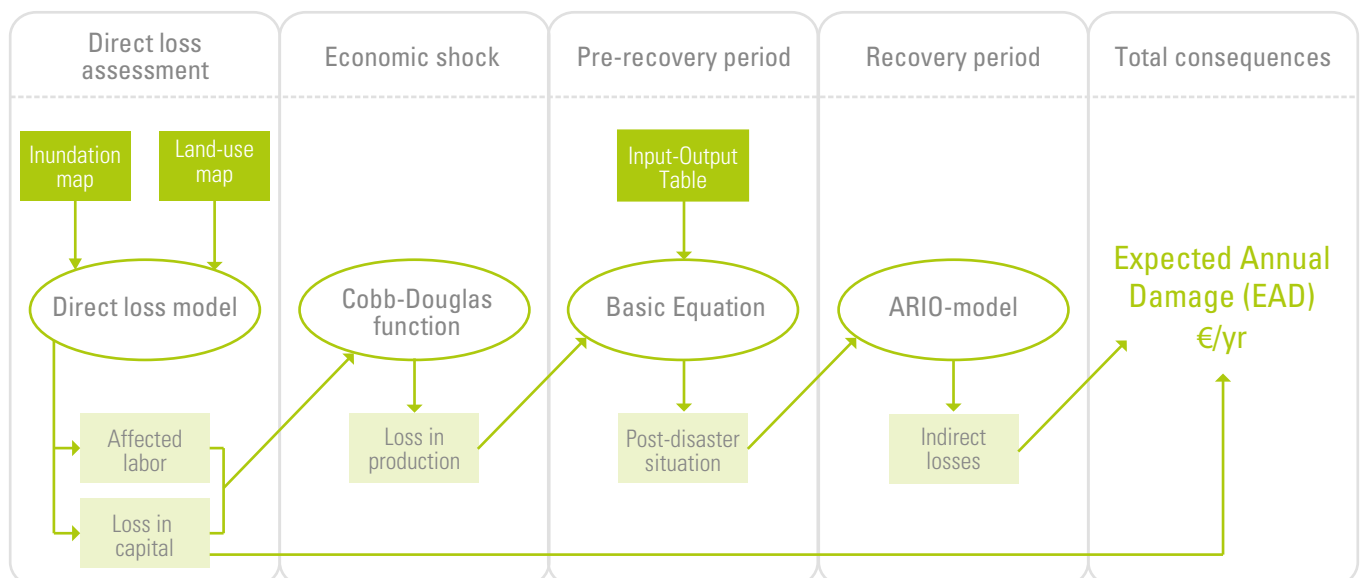 Direct loss
assessment
Economic shock
Pre-recovery period
Recovery period
Total consequences
Inundation
map
Land-use
map
Input-Output
Table
Direct loss model
Cobb-Douglas
function
Basic Equation
ARIO-model
Expected Annual
Damage (EAD)
€/yr
Affected
labor
Loss in
capital
Loss in
production
Post-disaster
situation
Indirect
losses